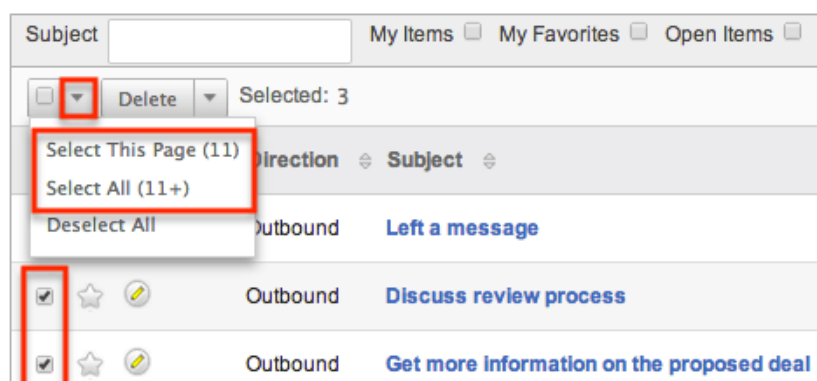 Subject My Items My Favorites Open Items
Delete Selected: 3
Select This Page (11)
Direction Subject
Select All (11+)
Deselect All
Outbound Left a message
Outbound Discuss review process
Outbound Get more information on the proposed deal